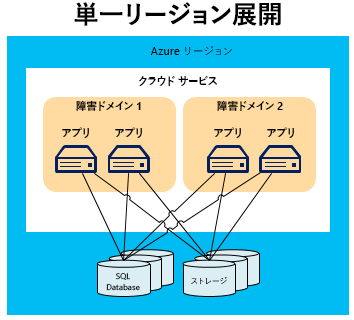 単一リージョン展開
Azure リージョン
クラウド サービス
障害ドメイン 1
障害ドメイン 2
アプリ
アプリ
アプリ
アプリ
SQL
Database
ストレージ